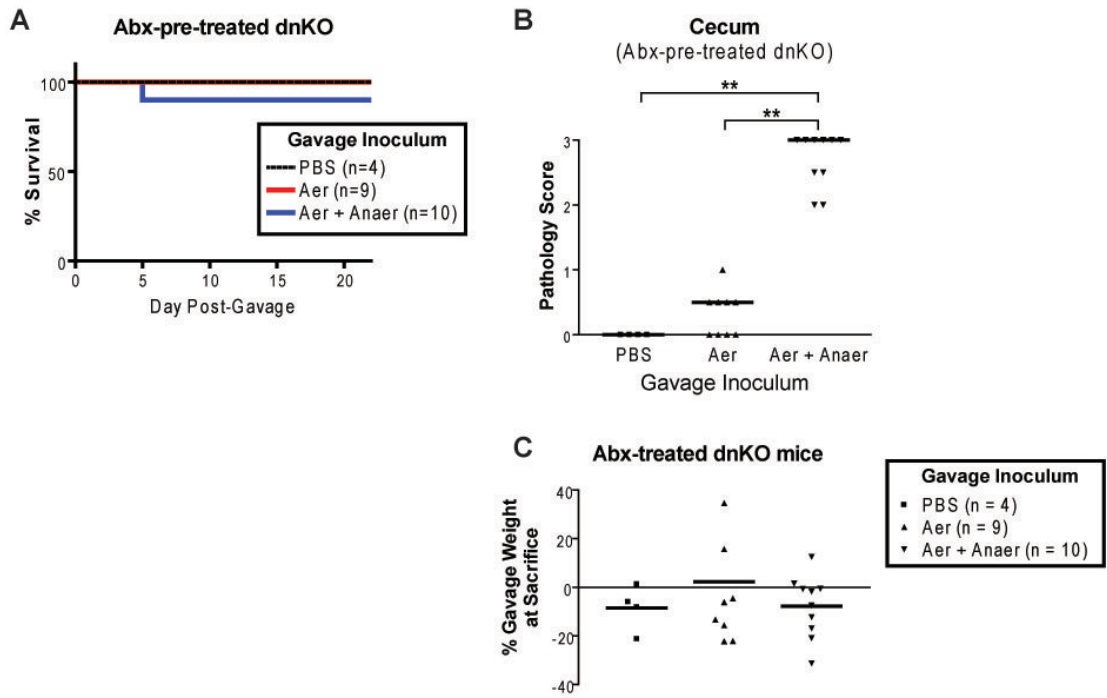 A
Abx-pre-treated dnKO
100
50
0
% Survival
0 5 10 15 20
Day Post-Gavage
Gavage Inoculum
PBS (n=4)
Aer (n=9)
Aer + Anaer (n=10)
B
Cecum
(Abx-pre-treated dnKO)
**
**
3
2
1
0
Pathology Score
PBS Aer Aer + Anaer
Gavage Inoculum
C
Abx-treated dnKO mice
40
20
0
-20
-40
% Gavage Weight
at Sacrifice
Gavage Inoculum
PBS (n = 4)
Aer (n = 9)
Aer + Anaer (n = 10)